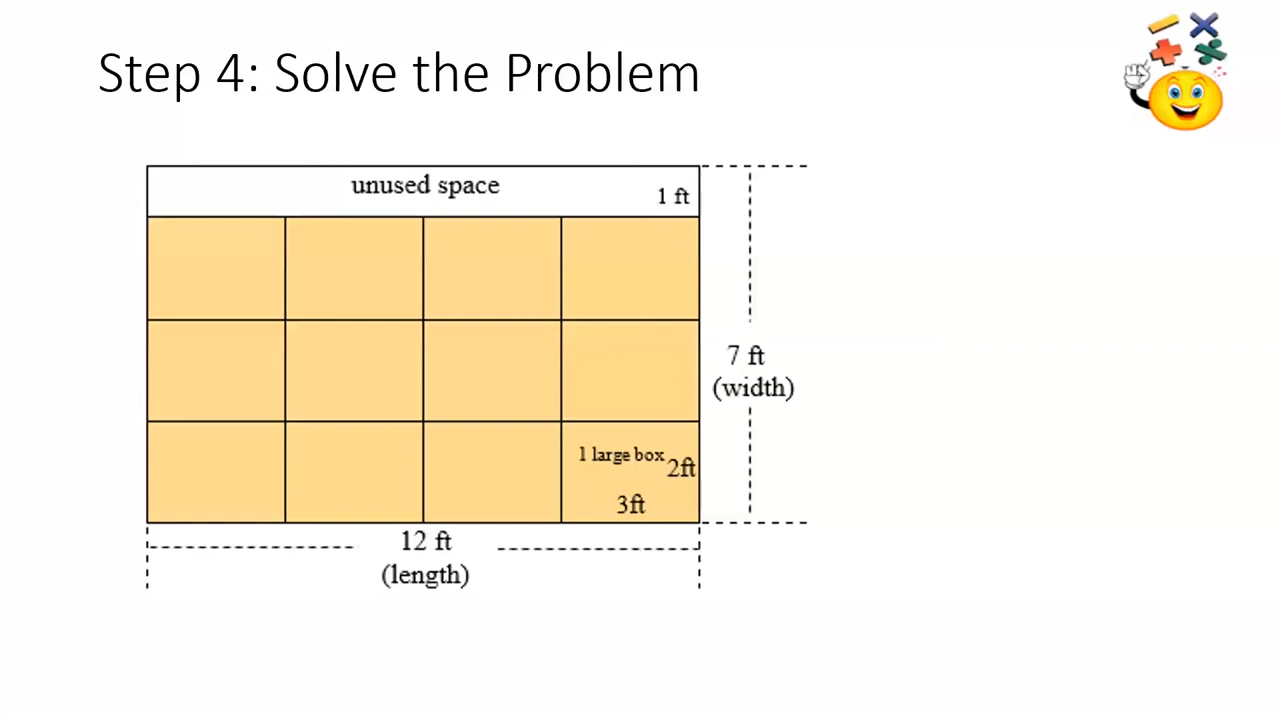 Step 4: Solve the Problem
unused space
1 ft
7 ft
(width)
1 large box
2ft
3ft
12 ft
(length)